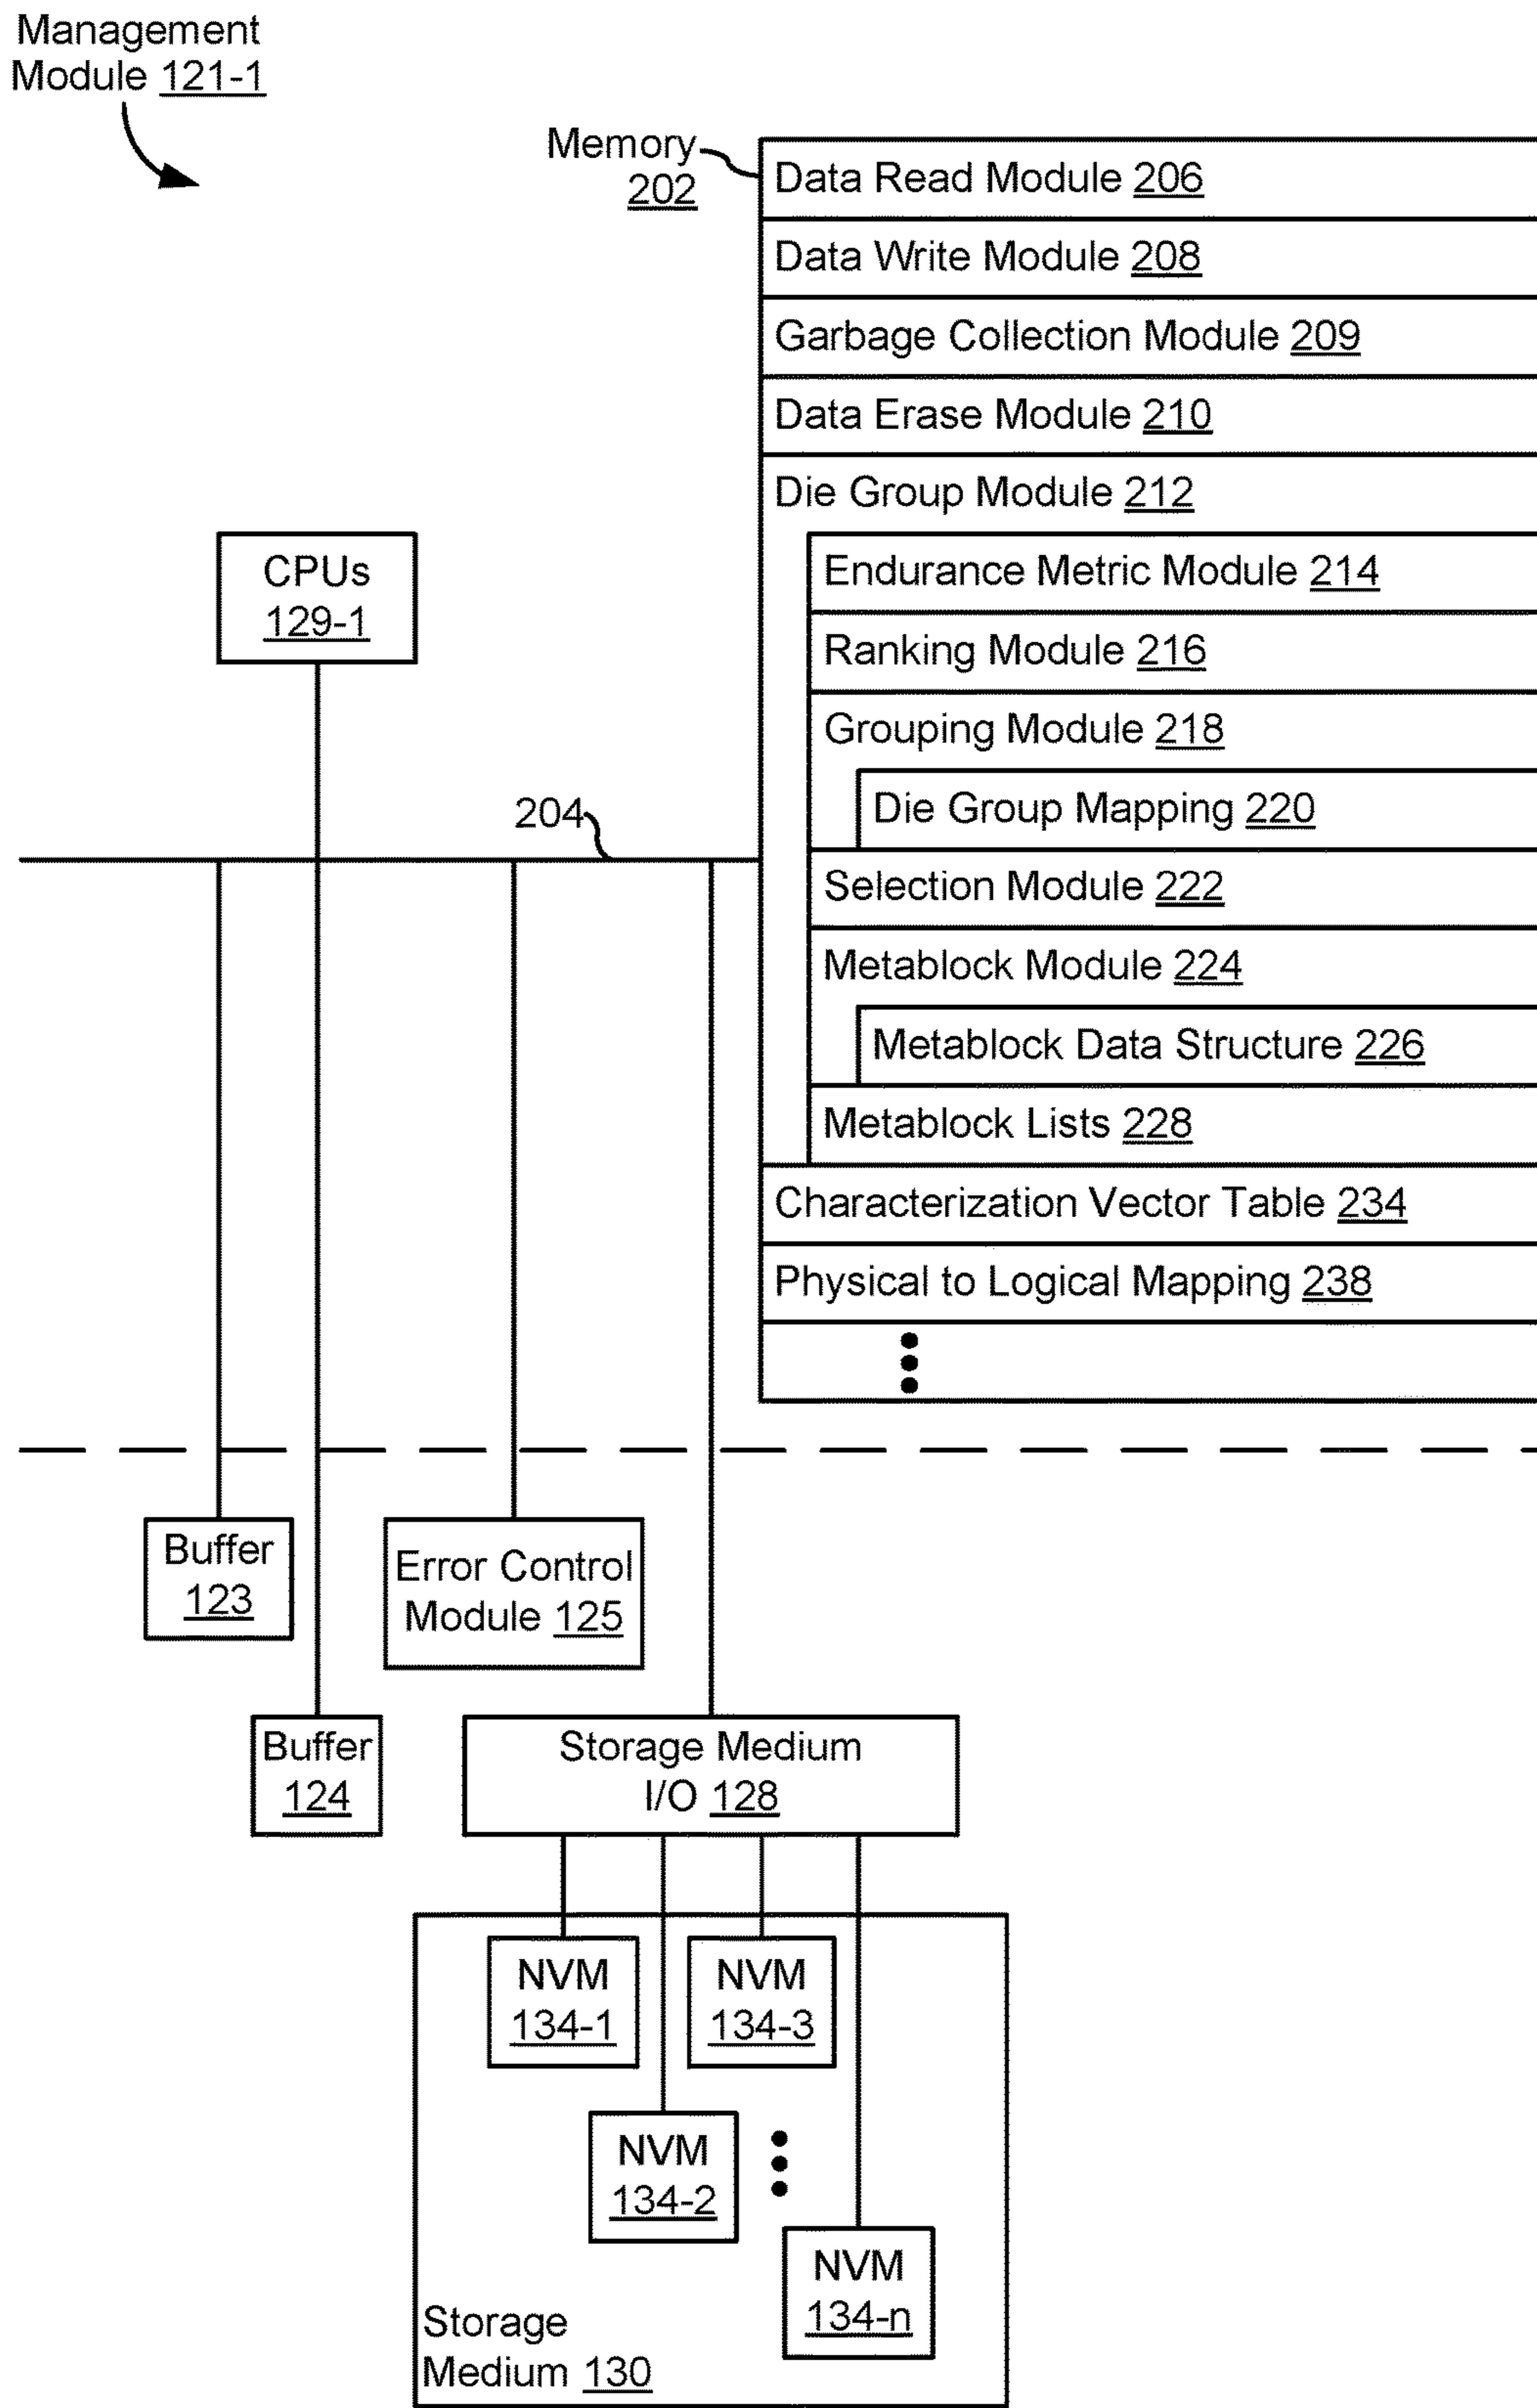 Management
Module 121-1
Memory
202
Data Read Module 206
Data Write Module 208
Garbage Collection Module 209
Data Erase Module 210
Die Group Module 212
Endurance Metric Module 214
CPUs
129-1
Ranking Module 216
Grouping Module 218
Die Group Mapping 220
204
Selection Module 222
Metablock Module 224
Metablock Data Structure 226
Metablock Lists 228
Characterization Vector Table 234
Physical to Logical Mapping 238
Buffer
123
Error Control
Module 125
Buffer
124
Storage Medium
I/O 128
NVM
134-1
NVM
134-3
NVM
134-2
NVM
134-n
Storage
Medium 130